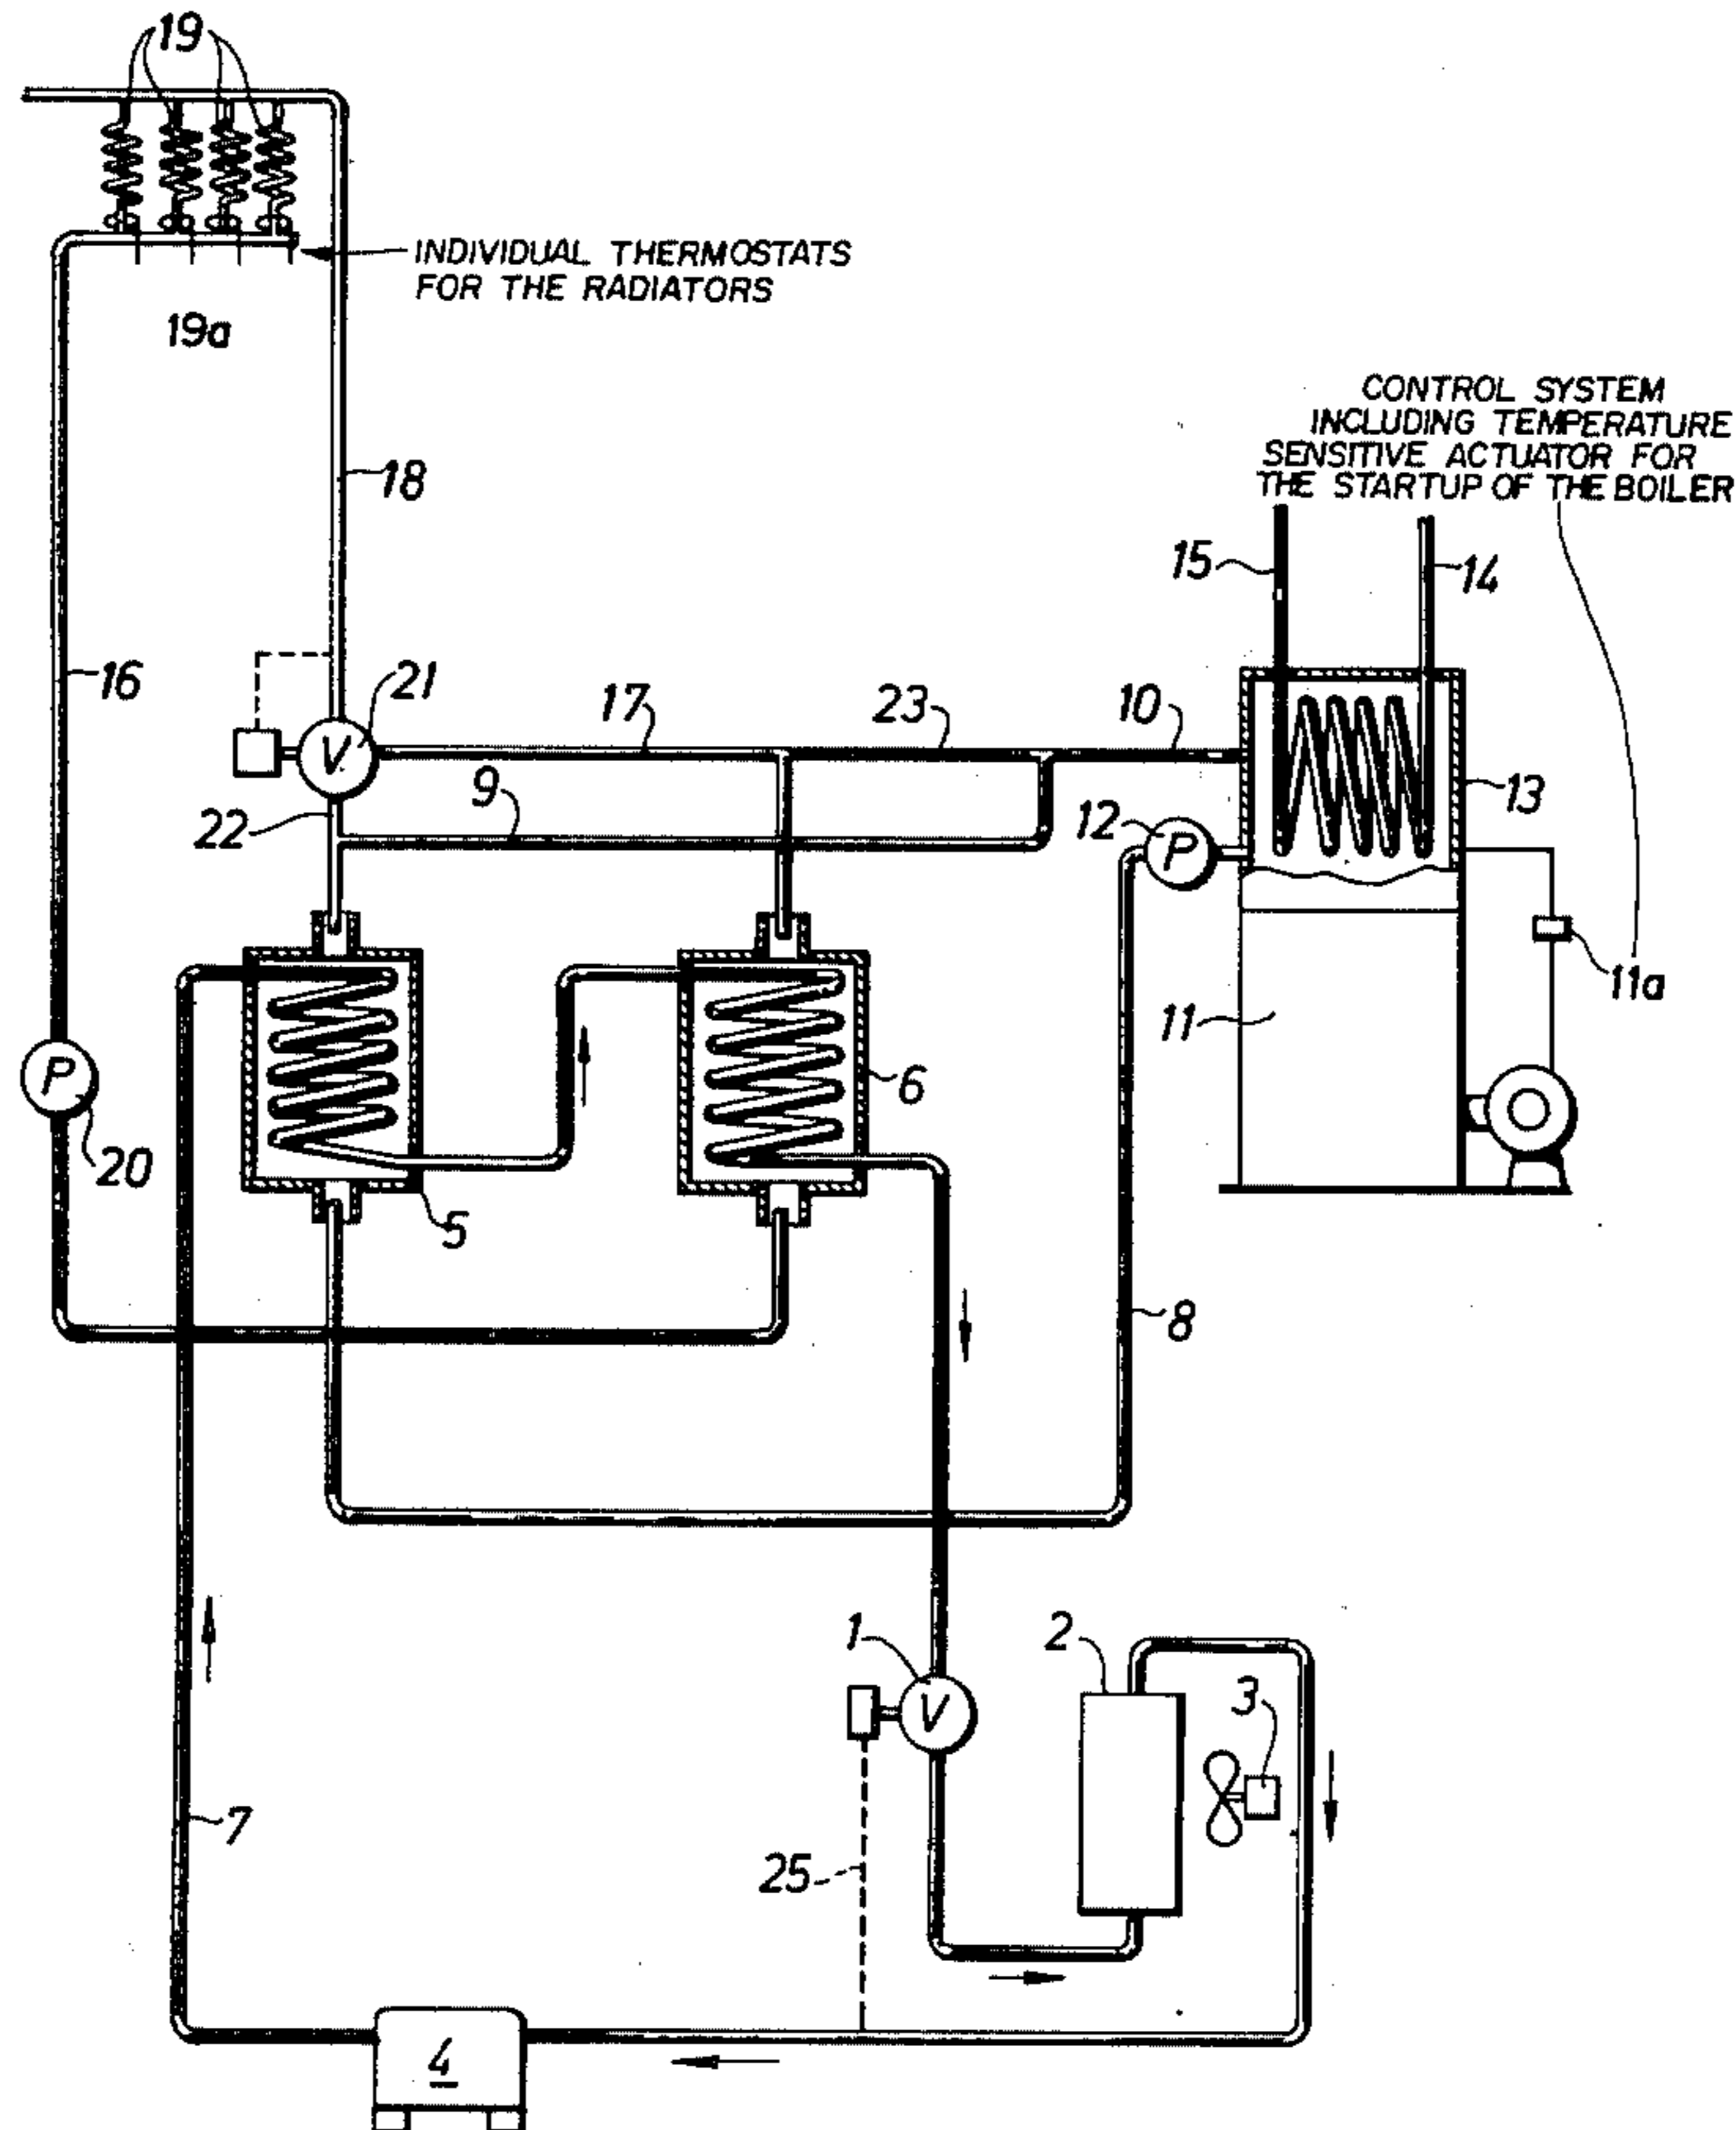 19
INDIVIDUAL THERMOSTATS
FOR THE RADIATORS
19a
CONTROL SYSTEM
INCLUDING TEMPERATURE
SENSITIVE ACTUATOR FOR
THE STARTUP OF THE BOILER
18
15
14
16
21
17
23
10
V
22
9
12
13
P
11a
11
P
6
20
5
8
1
2
V
3
7
25
4